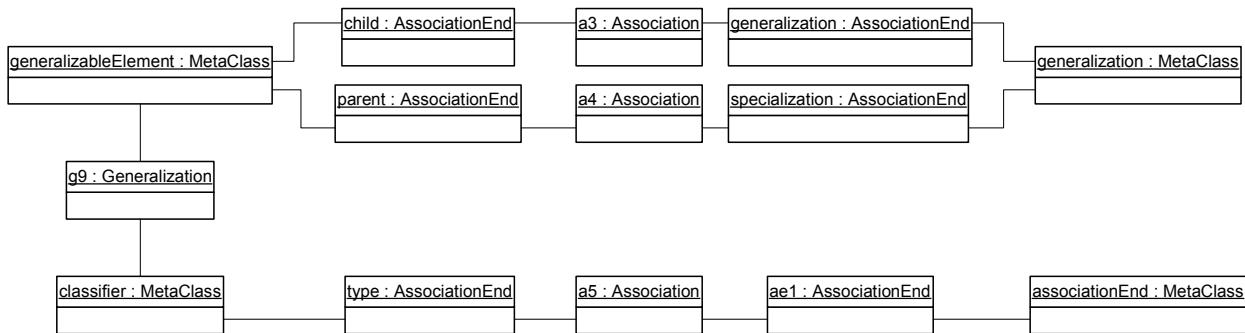 child : AssociationEnd
a3 : Association
generalization : AssociationEnd
generalizableElement : MetaClass
generalization : MetaClass
parent : AssociationEnd
a4 : Association
specialization : AssociationEnd
g9 : Generalization
classifier : MetaClass
type : AssociationEnd
a5 : Association
ae1 : AssociationEnd
associationEnd : MetaClass